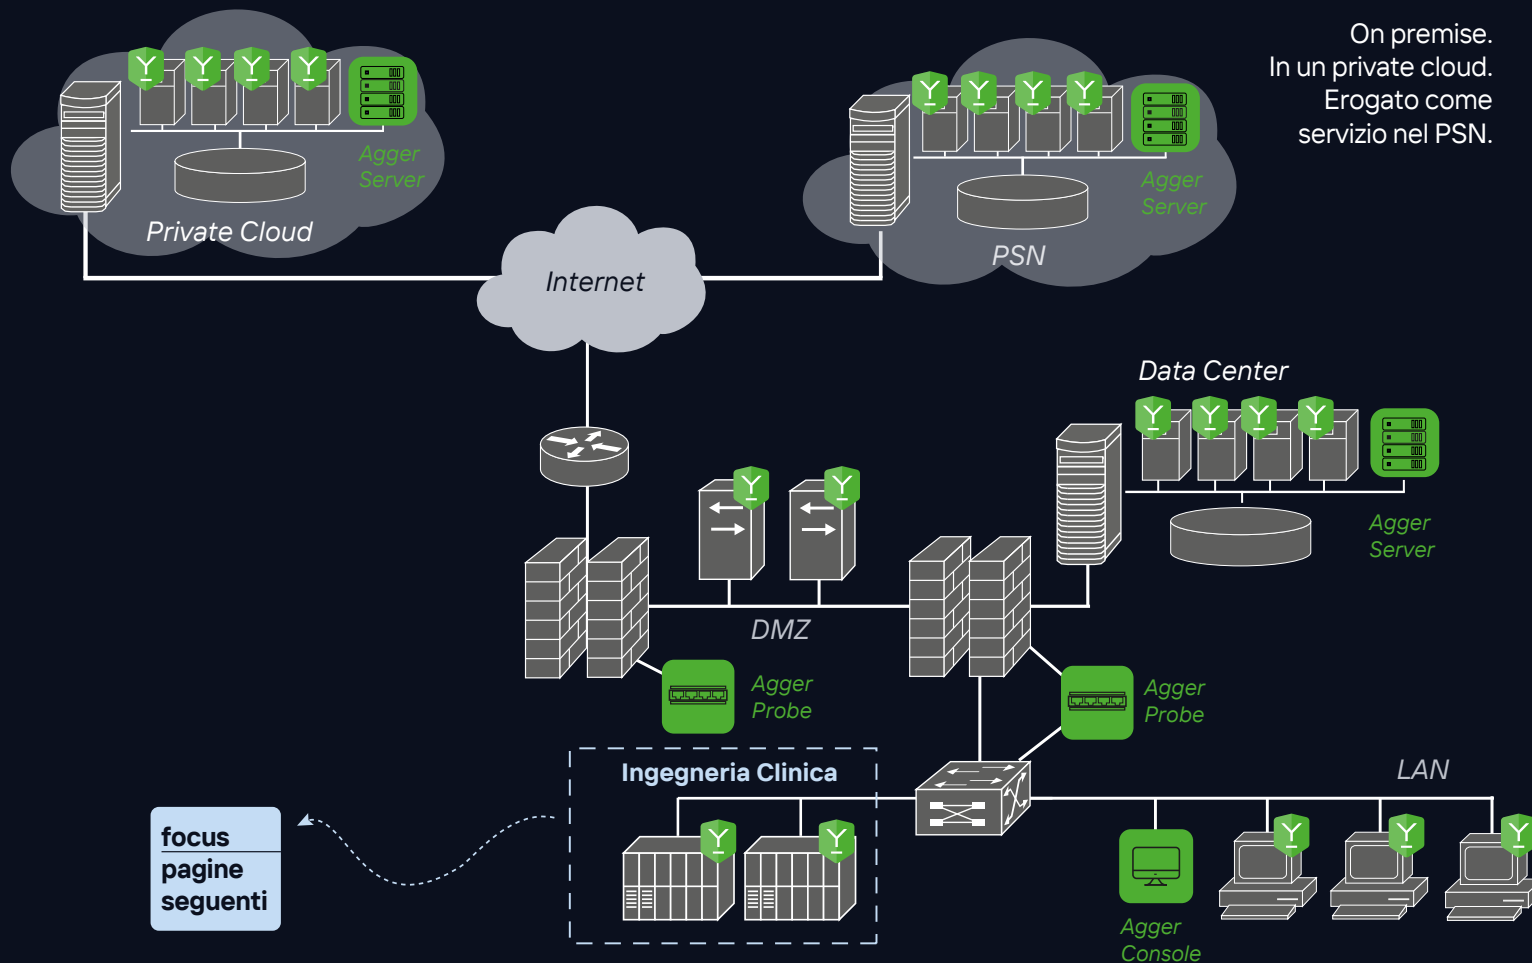 On premise.
In un private cloud.
Erogato come
servizio nel PSN.
Agger
Server
Private Cloud
Agger
Server
PSN
Internet
Data Center
Agger
Server
DMZ
Agger
Probe
Agger
Probe
Ingegneria Clinica
LAN
focus
pagine
seguenti
Agger
Console